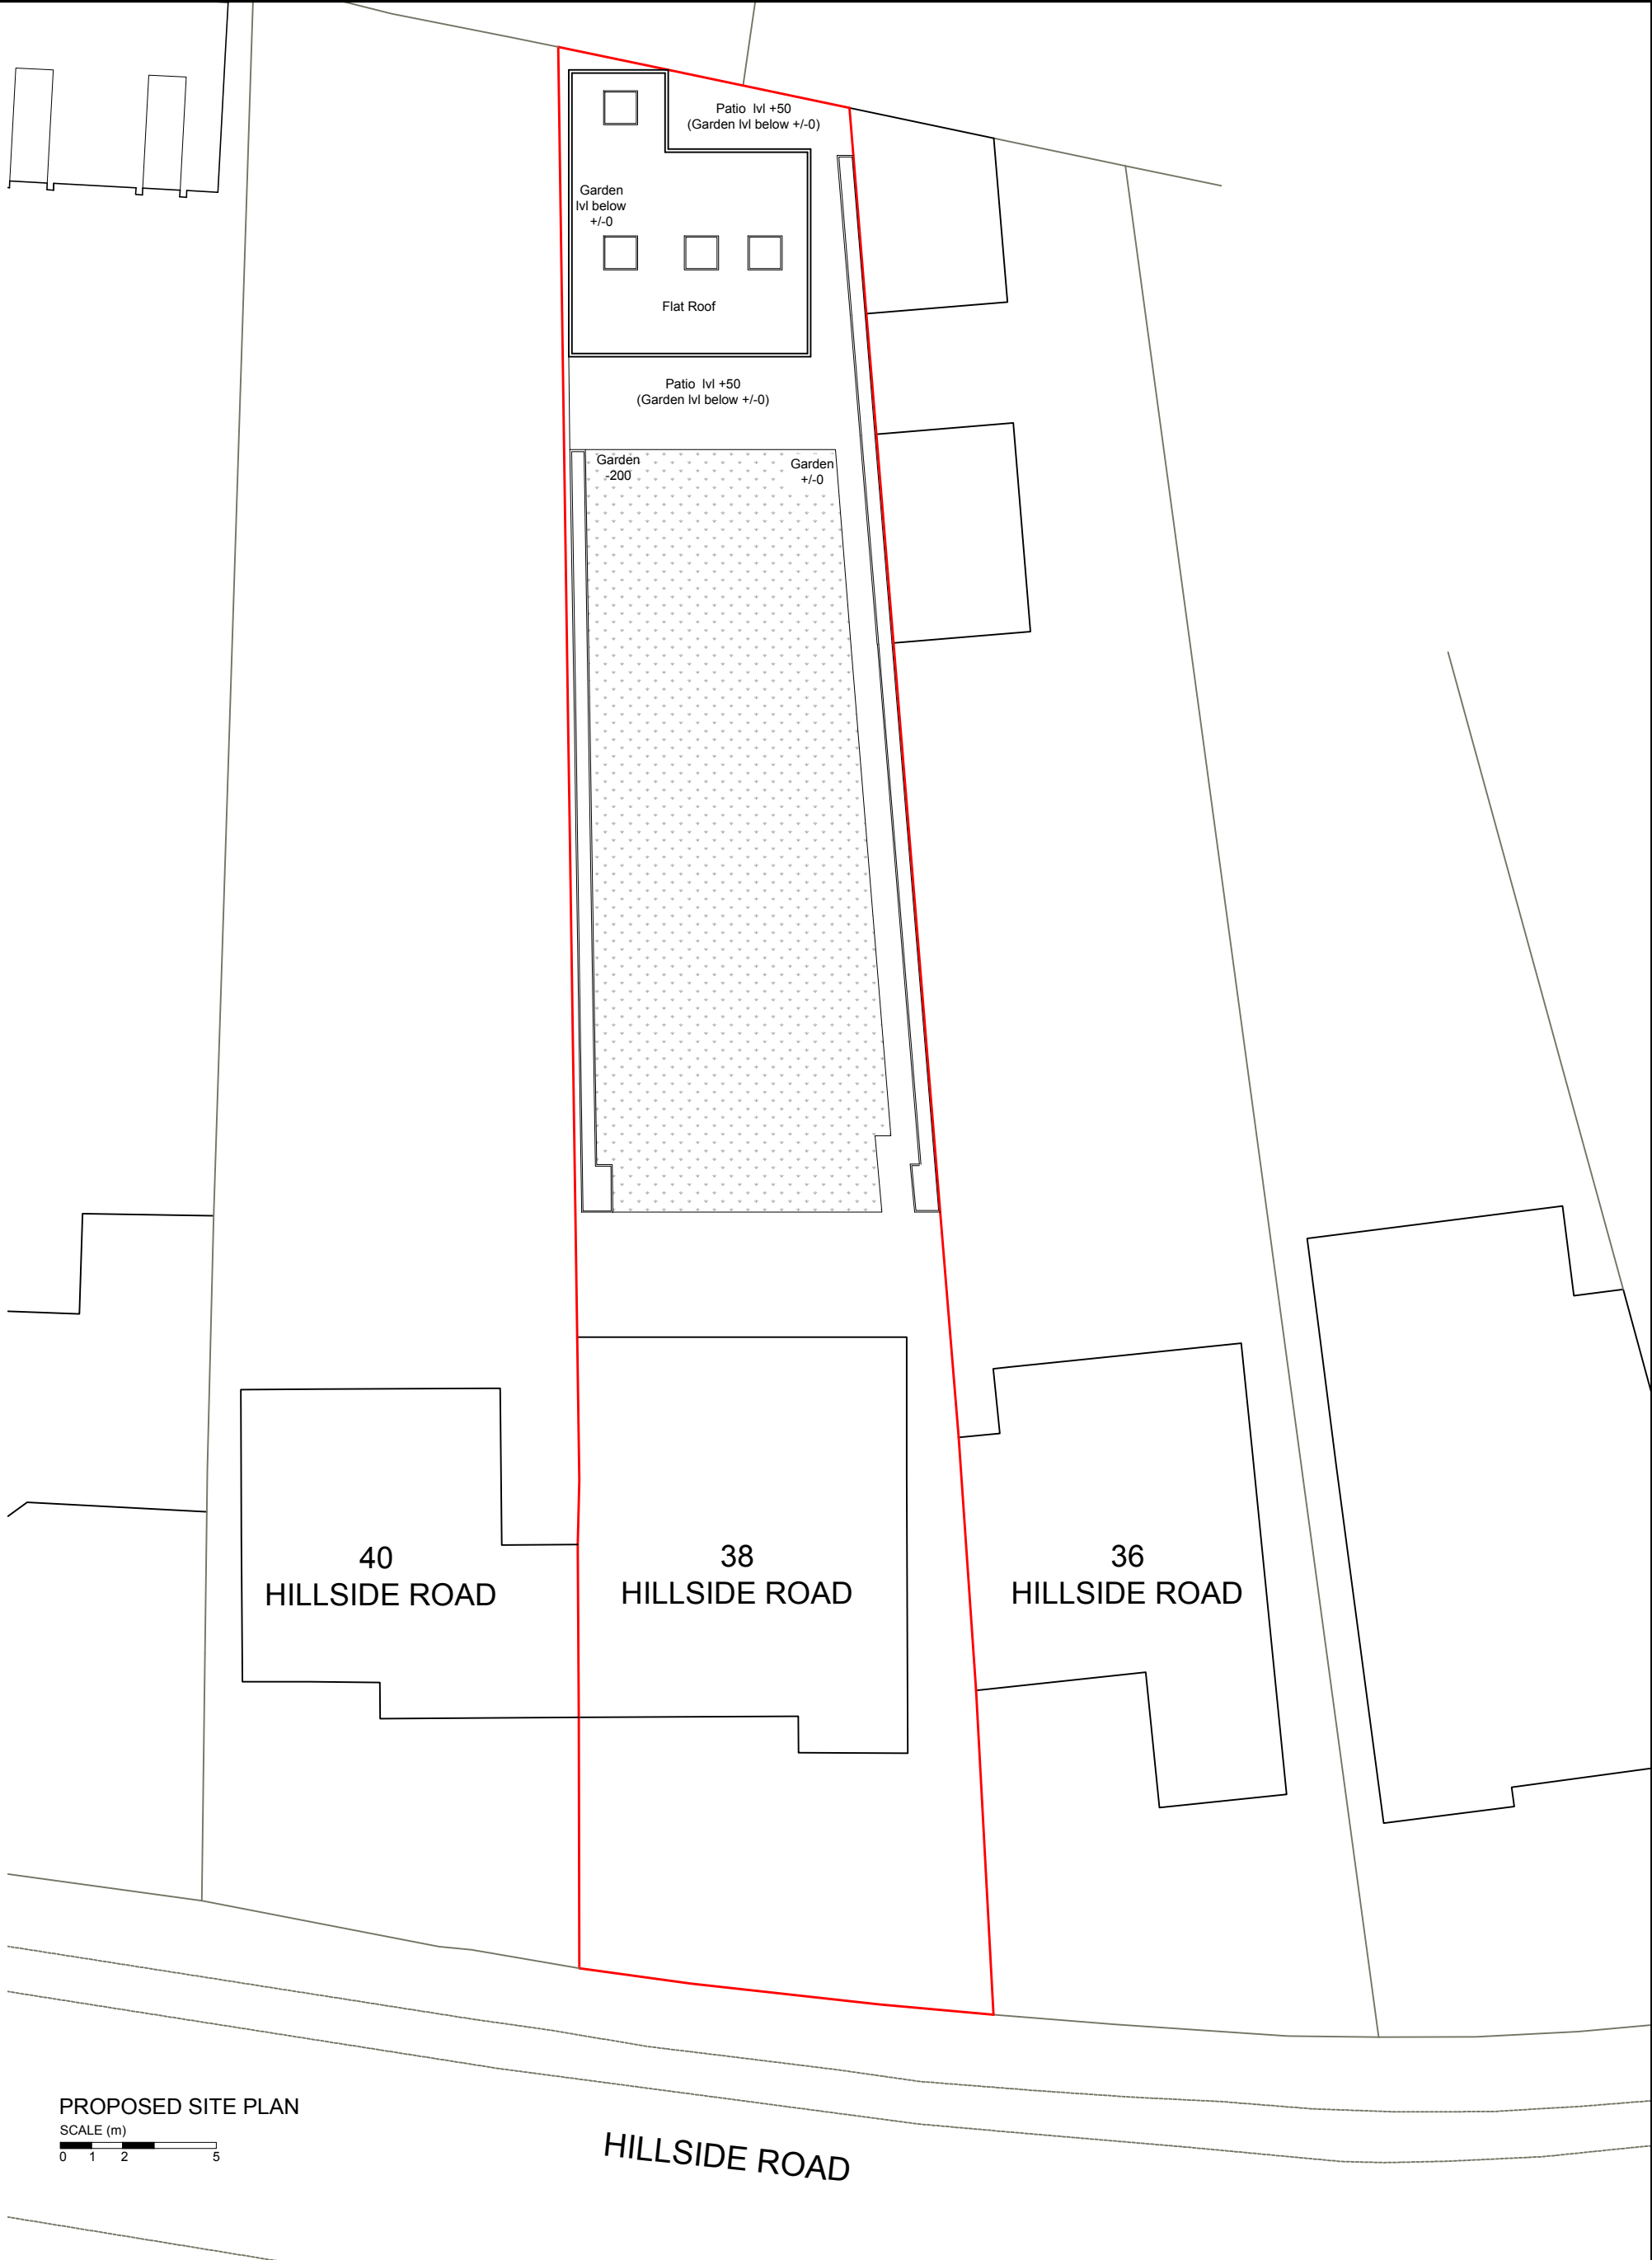 Patio lvl +50
(Garden lvl below +/-0)
Garden
lvl below
+/-0
Flat Roof
Patio lvl +50
(Garden lvl below +/-0)
Garden
-200
Garden
+/-0
40
HILLSIDE ROAD
38
HILLSIDE ROAD
36
HILLSIDE ROAD
PROPOSED SITE PLAN
SCALE (m)
0 1 2 5
HILLSIDE ROAD